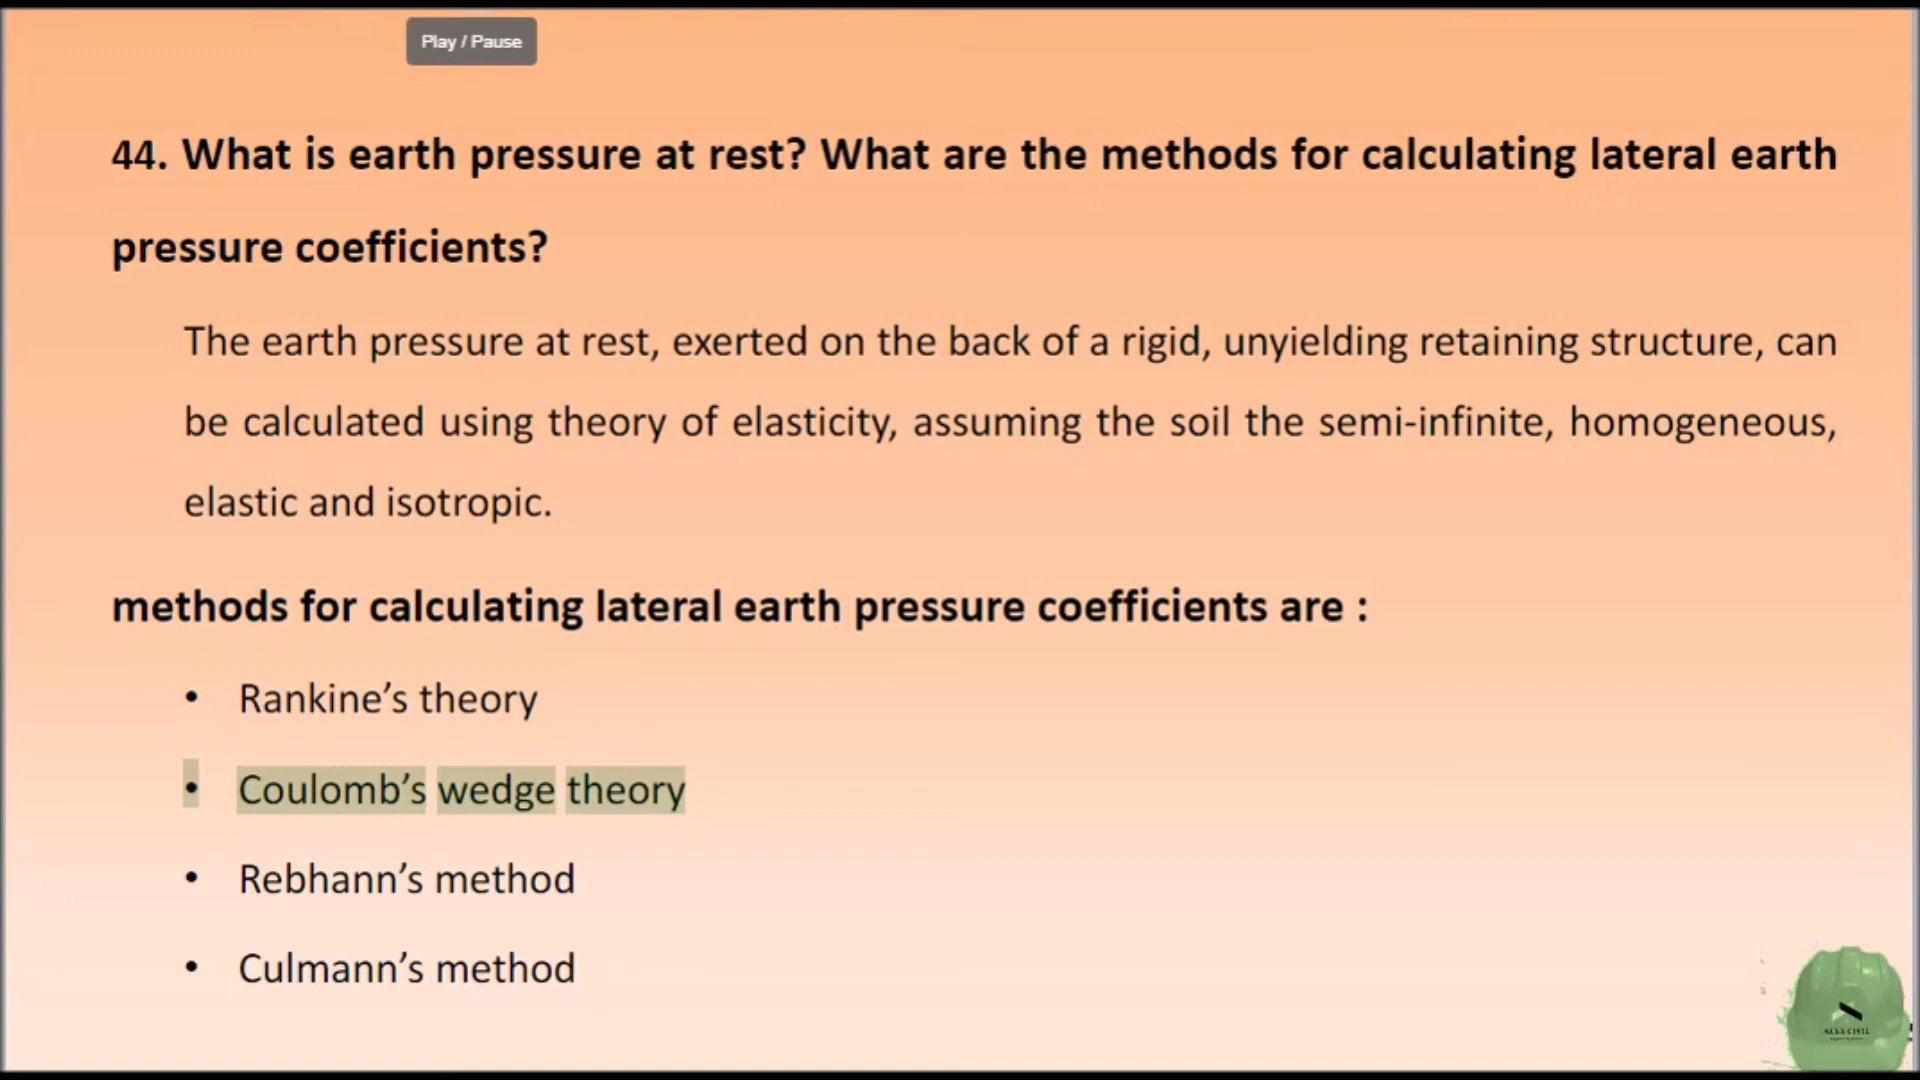 Play / Pause
44. What is earth pressure at rest? What are the methods for calculating lateral earth
pressure coefficients?
The earth pressure at rest, exerted on the back of a rigid, unyielding retaining structure, can
be calculated using theory of elasticity, assuming the soil the semi-infinite, homogeneous,
elastic and isotropic.
methods for calculating lateral earth pressure coefficients are :
• Rankine’s theory
• Coulomb’s wedge theory
• Rebhann’s method
• Culmann’s method